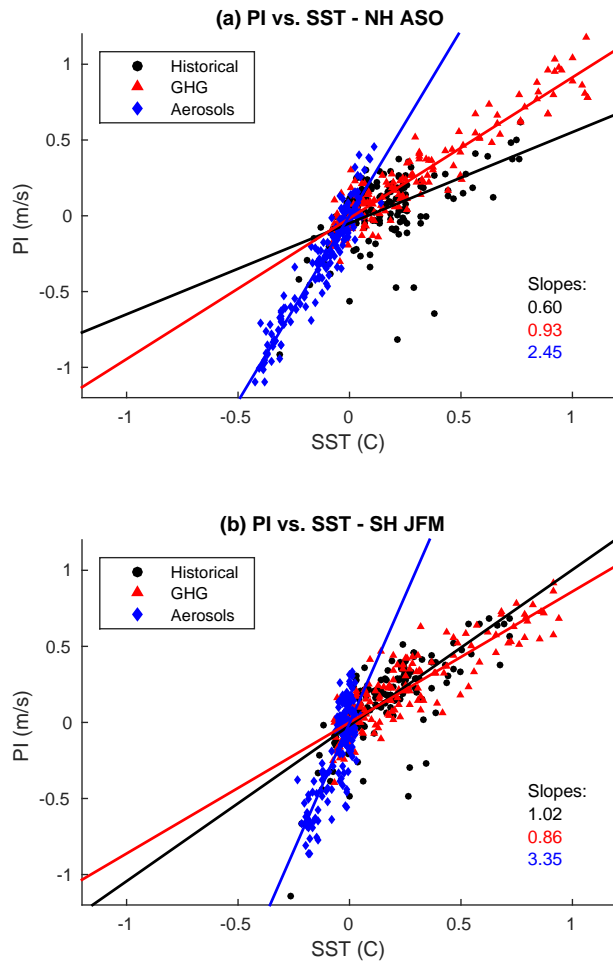 (a) PI vs. SST - NH ASO
Historical
GHG
Aerosols
1
0.5
0
-0.5
-1
PI (m/s)
Slopes:
0.60
0.93
2.45
-1 -0.5 0 0.5 1
SST (C)
(b) PI vs. SST - SH JFM
Historical
GHG
Aerosols
1
0.5
0
-0.5
-1
PI (m/s)
Slopes:
1.02
0.86
3.35
-1 -0.5 0 0.5 1
SST (C)